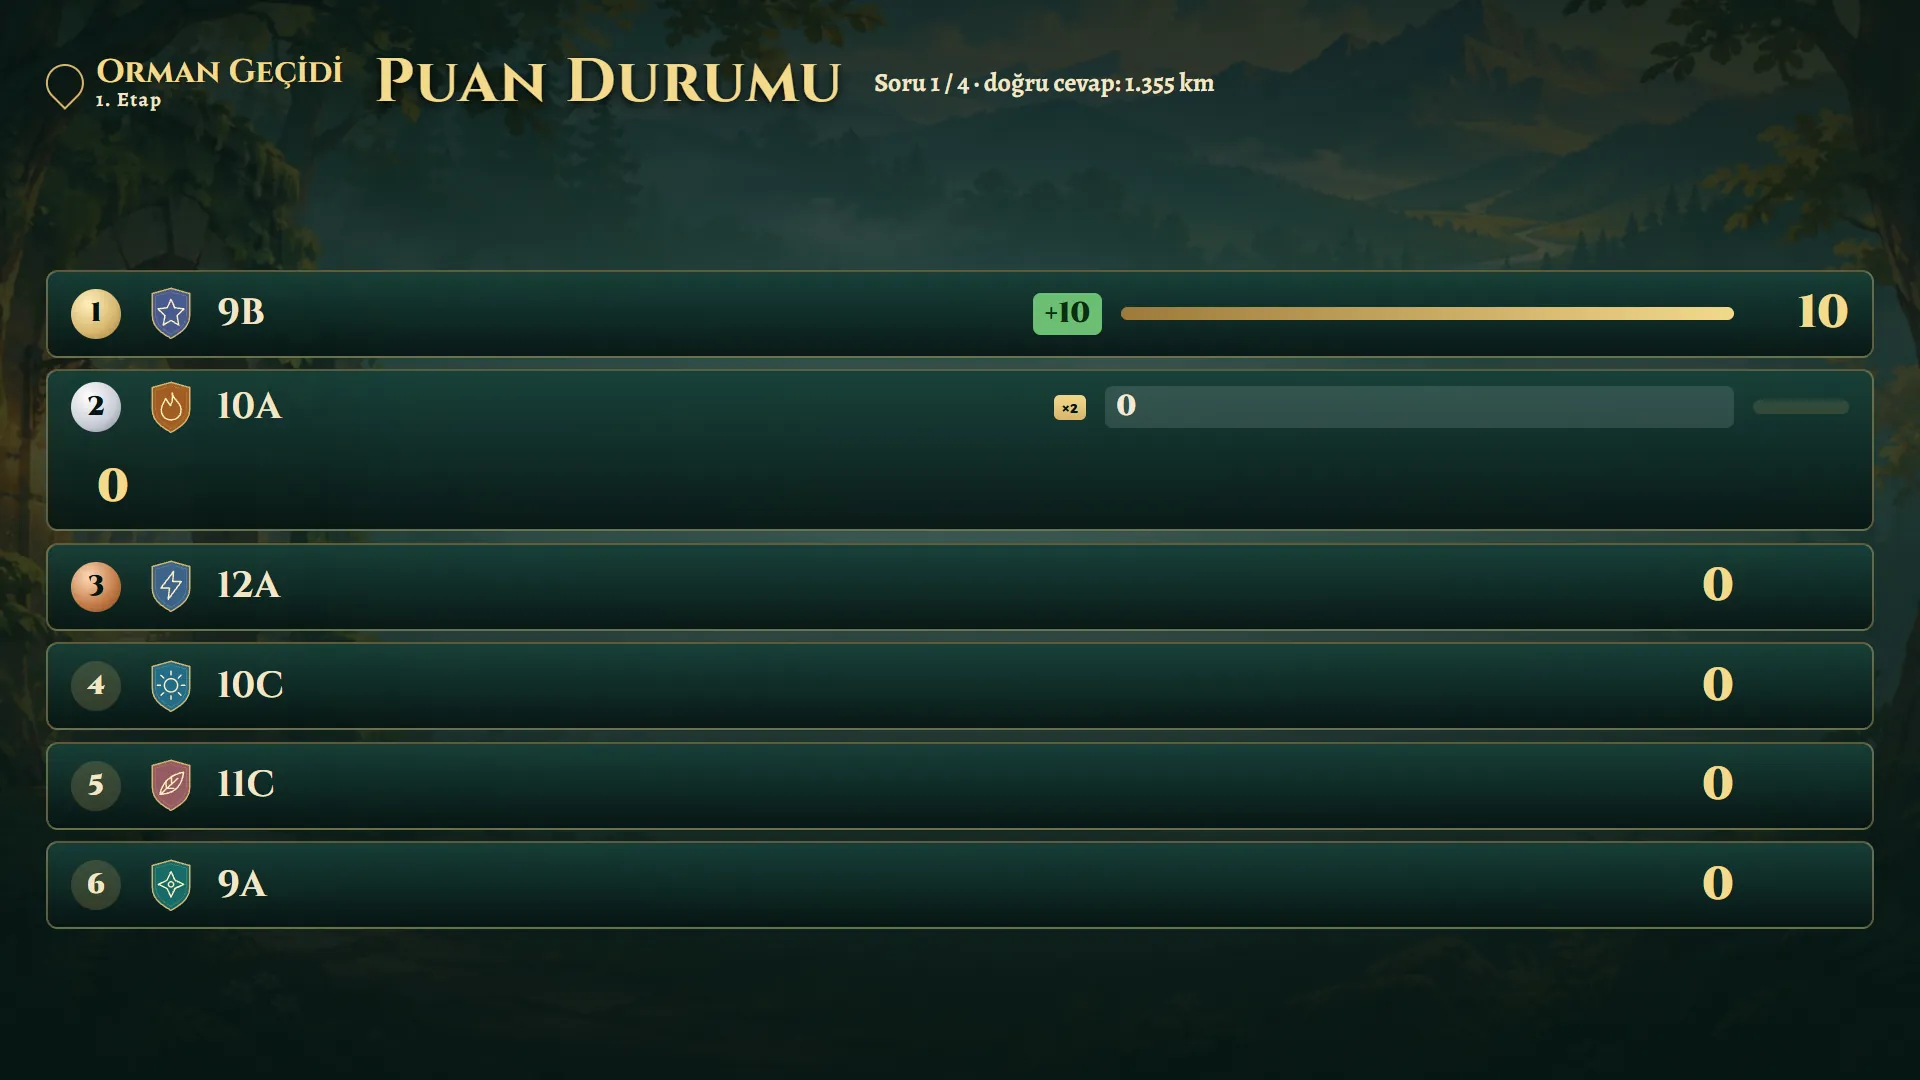 Orman Geçidi
1. Etap
Puan Durumu
Soru 1 / 4 · doğru cevap: 1.355 km
1 9B +10 10
2 10A ×2 0
0
3 12A 0
4 10C 0
5 11C 0
6 9A 0